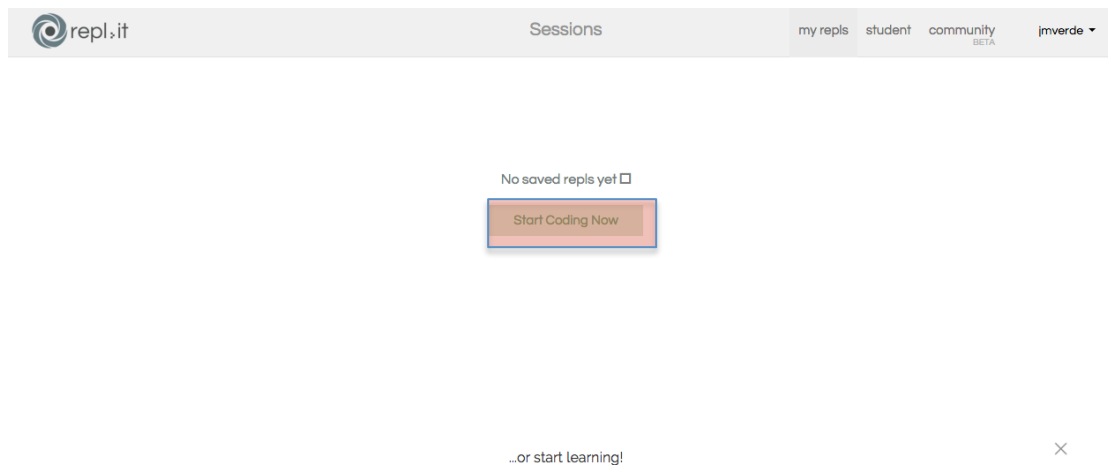 repl.it
Sessions
my repls student community
BETA
jmverde
No saved repls yet
Start Coding Now
...or start learning!